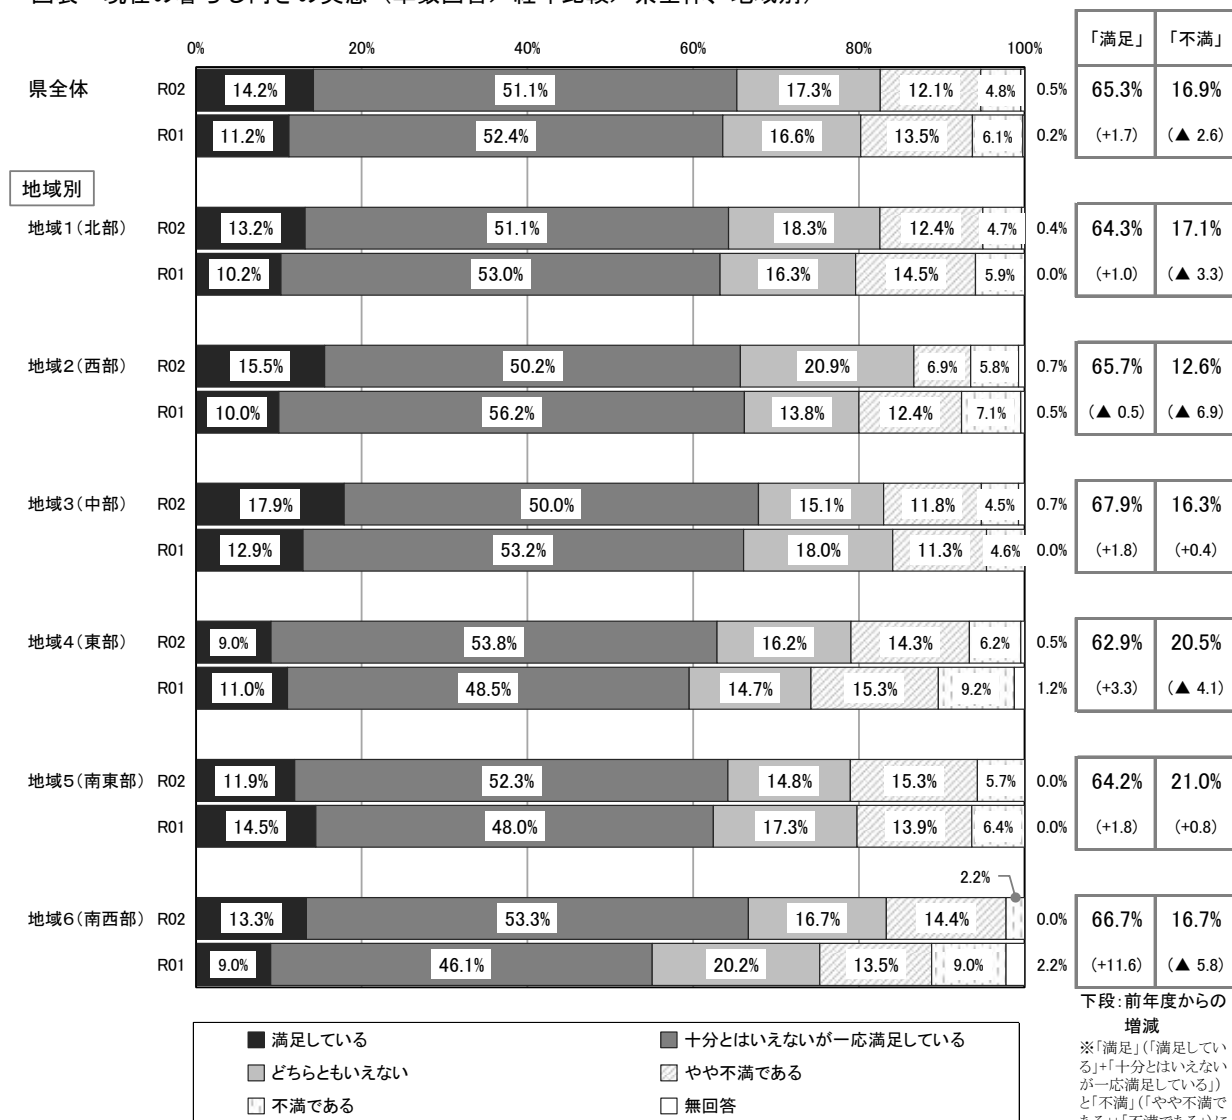 0% 20% 40% 60% 80% 100%
「満足」 「不満」
県全体 R02 14.2% 51.1% 17.3% 12.1% 4.8% 0.5% 65.3% 16.9%
R01 11.2% 52.4% 16.6% 13.5% 6.1% 0.2% (+1.7) (▲ 2.6)
地域別
地域1(北部) R02 13.2% 51.1% 18.3% 12.4% 4.7% 0.4% 64.3% 17.1%
R01 10.2% 53.0% 16.3% 14.5% 5.9% 0.0% (+1.0) (▲ 3.3)
地域2(西部) R02 15.5% 50.2% 20.9% 6.9% 5.8% 0.7% 65.7% 12.6%
R01 10.0% 56.2% 13.8% 12.4% 7.1% 0.5% (▲ 0.5) (▲ 6.9)
地域3(中部) R02 17.9% 50.0% 15.1% 11.8% 4.5% 0.7% 67.9% 16.3%
R01 12.9% 53.2% 18.0% 11.3% 4.6% 0.0% (+1.8) (+0.4)
地域4(東部) R02 9.0% 53.8% 16.2% 14.3% 6.2% 0.5% 62.9% 20.5%
R01 11.0% 48.5% 14.7% 15.3% 9.2% 1.2% (+3.3) (▲ 4.1)
地域5(南東部) R02 11.9% 52.3% 14.8% 15.3% 5.7% 0.0% 64.2% 21.0%
R01 14.5% 48.0% 17.3% 13.9% 6.4% 0.0% (+1.8) (+0.8)
2.2%
地域6(南西部) R02 13.3% 53.3% 16.7% 14.4% 0.0% 66.7% 16.7%
R01 9.0% 46.1% 20.2% 13.5% 9.0% 2.2% (+11.6) (▲ 5.8)
下段:前年度からの
増減
※「満足」(「満足してい
る」+「十分とはいえない
が一応満足している」)
と「不満」(「やや不満で
満足している 十分とはいえないが一応満足している
どちらともいえない やや不満である
不満である 無回答